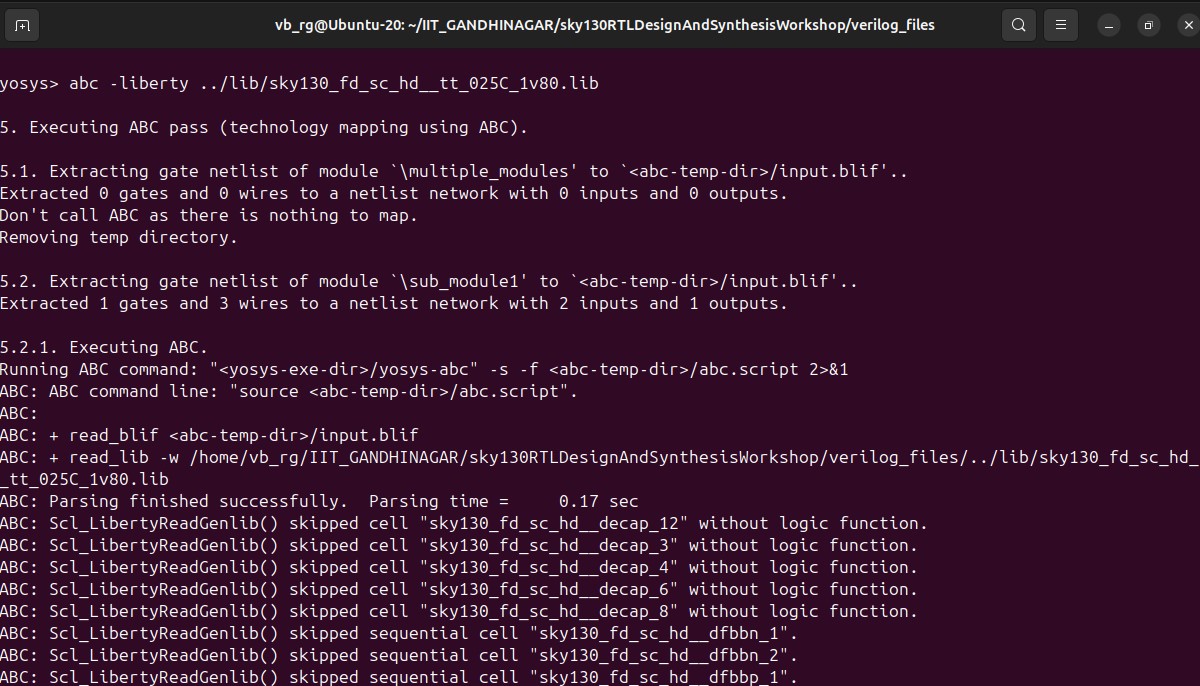 vb_rg@Ubuntu-20: ~/IIT_GANDHINAGAR/sky130RTLDesignAndSynthesisWorkshop/verilog_files
yosys> abc -liberty ../lib/sky130_fd_sc_hd__tt_025C_1v80.lib
5. Executing ABC pass (technology mapping using ABC).
5.1. Extracting gate netlist of module `\multiple_modules' to `<abc-temp-dir>/input.blif'..
Extracted 0 gates and 0 wires to a netlist network with 0 inputs and 0 outputs.
Don't call ABC as there is nothing to map.
Removing temp directory.
5.2. Extracting gate netlist of module `\sub_module1' to `<abc-temp-dir>/input.blif'..
Extracted 1 gates and 3 wires to a netlist network with 2 inputs and 1 outputs.
5.2.1. Executing ABC.
Running ABC command: "<yosys-exe-dir>/yosys-abc" -s -f <abc-temp-dir>/abc.script 2>&1
ABC: ABC command line: "source <abc-temp-dir>/abc.script".
ABC:
ABC: + read_blif <abc-temp-dir>/input.blif
ABC: + read_lib -w /home/vb_rg/IIT_GANDHINAGAR/sky130RTLDesignAndSynthesisWorkshop/verilog_files/../lib/sky130_fd_sc_hd_
_tt_025C_1v80.lib
ABC: Parsing finished successfully.  Parsing time =     0.17 sec
ABC: Scl_LibertyReadGenlib() skipped cell "sky130_fd_sc_hd__decap_12" without logic function.
ABC: Scl_LibertyReadGenlib() skipped cell "sky130_fd_sc_hd__decap_3" without logic function.
ABC: Scl_LibertyReadGenlib() skipped cell "sky130_fd_sc_hd__decap_4" without logic function.
ABC: Scl_LibertyReadGenlib() skipped cell "sky130_fd_sc_hd__decap_6" without logic function.
ABC: Scl_LibertyReadGenlib() skipped cell "sky130_fd_sc_hd__decap_8" without logic function.
ABC: Scl_LibertyReadGenlib() skipped sequential cell "sky130_fd_sc_hd__dfbbn_1".
ABC: Scl_LibertyReadGenlib() skipped sequential cell "sky130_fd_sc_hd__dfbbn_2".
ABC: Scl_LibertyReadGenlib() skipped sequential cell "sky130_fd_sc_hd__dfbbp_1".